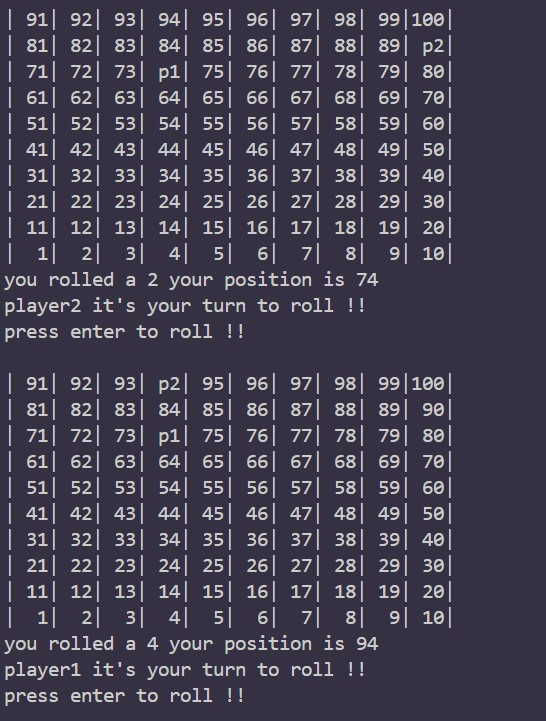 | 91| 92| 93| 94| 95| 96| 97| 98| 99|100|
| 81| 82| 83| 84| 85| 86| 87| 88| 89| p2|
| 71| 72| 73| p1| 75| 76| 77| 78| 79| 80|
| 61| 62| 63| 64| 65| 66| 67| 68| 69| 70|
| 51| 52| 53| 54| 55| 56| 57| 58| 59| 60|
| 41| 42| 43| 44| 45| 46| 47| 48| 49| 50|
| 31| 32| 33| 34| 35| 36| 37| 38| 39| 40|
| 21| 22| 23| 24| 25| 26| 27| 28| 29| 30|
| 11| 12| 13| 14| 15| 16| 17| 18| 19| 20|
|  1|  2|  3|  4|  5|  6|  7|  8|  9| 10|
you rolled a 2 your position is 74
player2 it's your turn to roll !!
press enter to roll !!

| 91| 92| 93| p2| 95| 96| 97| 98| 99|100|
| 81| 82| 83| 84| 85| 86| 87| 88| 89| 90|
| 71| 72| 73| p1| 75| 76| 77| 78| 79| 80|
| 61| 62| 63| 64| 65| 66| 67| 68| 69| 70|
| 51| 52| 53| 54| 55| 56| 57| 58| 59| 60|
| 41| 42| 43| 44| 45| 46| 47| 48| 49| 50|
| 31| 32| 33| 34| 35| 36| 37| 38| 39| 40|
| 21| 22| 23| 24| 25| 26| 27| 28| 29| 30|
| 11| 12| 13| 14| 15| 16| 17| 18| 19| 20|
|  1|  2|  3|  4|  5|  6|  7|  8|  9| 10|
you rolled a 4 your position is 94
player1 it's your turn to roll !!
press enter to roll !!